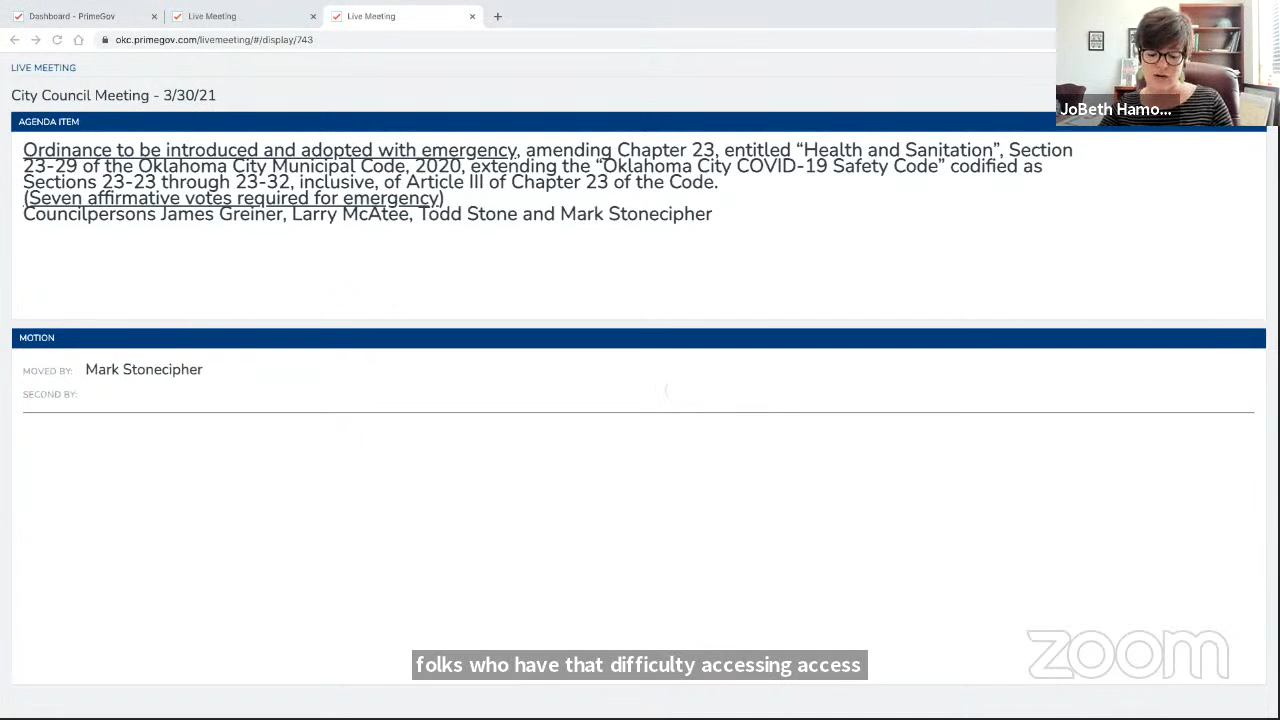 Dashboard - PrimeGov
Live Meeting
Live Meeting
okc.primegov.com/livemeeting/#/display/743
LIVE MEETING
City Council Meeting - 3/30/21
JoBeth Hamo...
AGENDA ITEM
Ordinance to be introduced and adopted with emergency, amending Chapter 23, entitled “Health and Sanitation”, Section
23-29 of the Oklahoma City Municipal Code, 2020, extending the “Oklahoma City COVID-19 Safety Code” codified as
Sections 23-23 through 23-32, inclusive, of Article III of Chapter 23 of the Code.
(Seven affirmative votes required for emergency)
Councilpersons James Greiner, Larry McAtee, Todd Stone and Mark Stonecipher
MOTION
MOVED BY: Mark Stonecipher
SECOND BY:
folks who have that difficulty accessing access
zoom